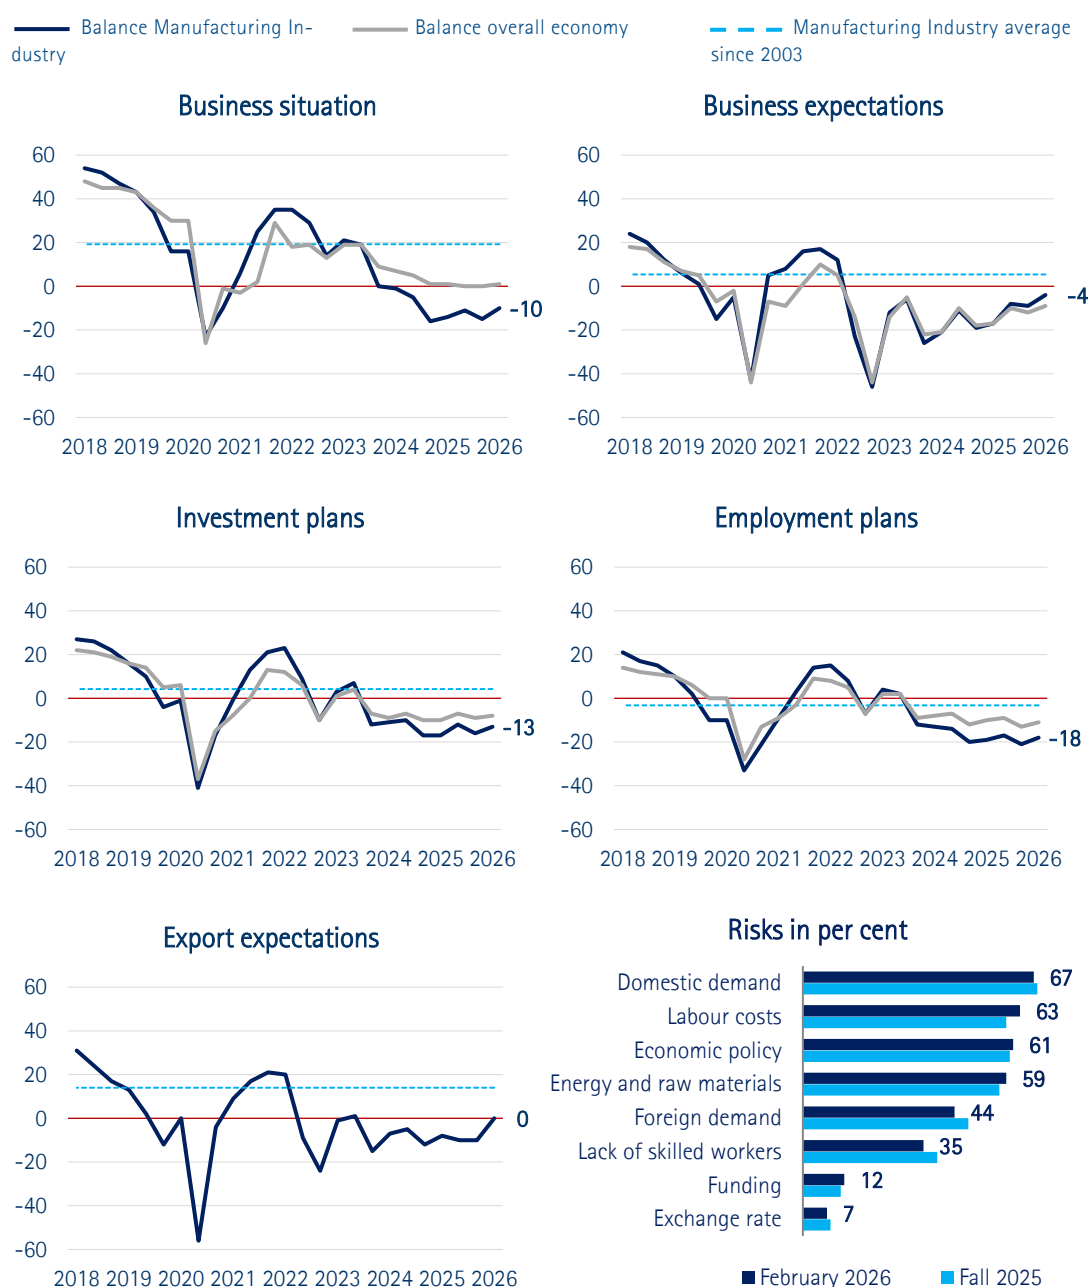 Balance Manufacturing In-
dustry
Balance overall economy
Manufacturing Industry average
since 2003
Business situation
60
40
20
0
-20
-40
-60
-10
2018 2019 2020 2021 2022 2023 2024 2025 2026
Business expectations
60
40
20
0
-20
-40
-60
-4
2018 2019 2020 2021 2022 2023 2024 2025 2026
Investment plans
60
40
20
0
-20
-40
-60
-13
2018 2019 2020 2021 2022 2023 2024 2025 2026
Employment plans
60
40
20
0
-20
-40
-60
-18
2018 2019 2020 2021 2022 2023 2024 2025 2026
Export expectations
60
40
20
0
-20
-40
-60
0
2018 2019 2020 2021 2022 2023 2024 2025 2026
Risks in per cent
Domestic demand 67
Labour costs 63
Economic policy 61
Energy and raw materials 59
Foreign demand 44
Lack of skilled workers 35
Funding 12
Exchange rate 7
February 2026 Fall 2025